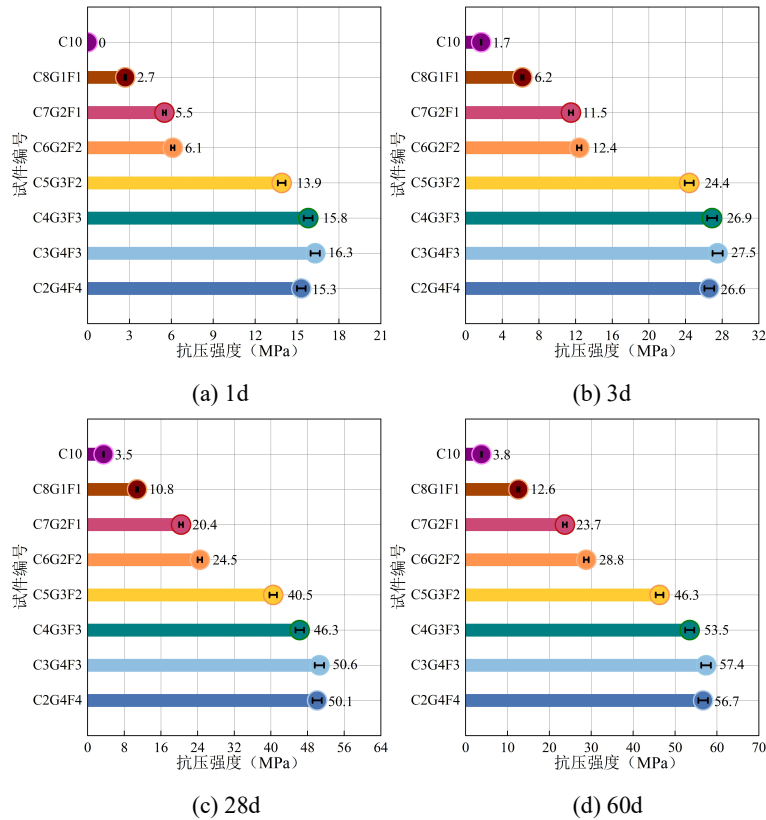 试件编号
C10
0
C8G1F1
2.7
C7G2F1
5.5
C6G2F2
6.1
C5G3F2
13.9
C4G3F3
15.8
C3G4F3
16.3
C2G4F4
15.3
0 3 6 9 12 15 18 21
抗压强度（MPa）
(a) 1d
试件编号
C10
1.7
C8G1F1
6.2
C7G2F1
11.5
C6G2F2
12.4
C5G3F2
24.4
C4G3F3
26.9
C3G4F3
27.5
C2G4F4
26.6
0 4 8 12 16 20 24 28 32
抗压强度（MPa）
(b) 3d
试件编号
C10
3.5
C8G1F1
10.8
C7G2F1
20.4
C6G2F2
24.5
C5G3F2
40.5
C4G3F3
46.3
C3G4F3
50.6
C2G4F4
50.1
0 8 16 24 32 40 48 56 64
抗压强度（MPa）
(c) 28d
试件编号
C10
3.8
C8G1F1
12.6
C7G2F1
23.7
C6G2F2
28.8
C5G3F2
46.3
C4G3F3
53.5
C3G4F3
57.4
C2G4F4
56.7
0 10 20 30 40 50 60 70
抗压强度（MPa）
(d) 60d